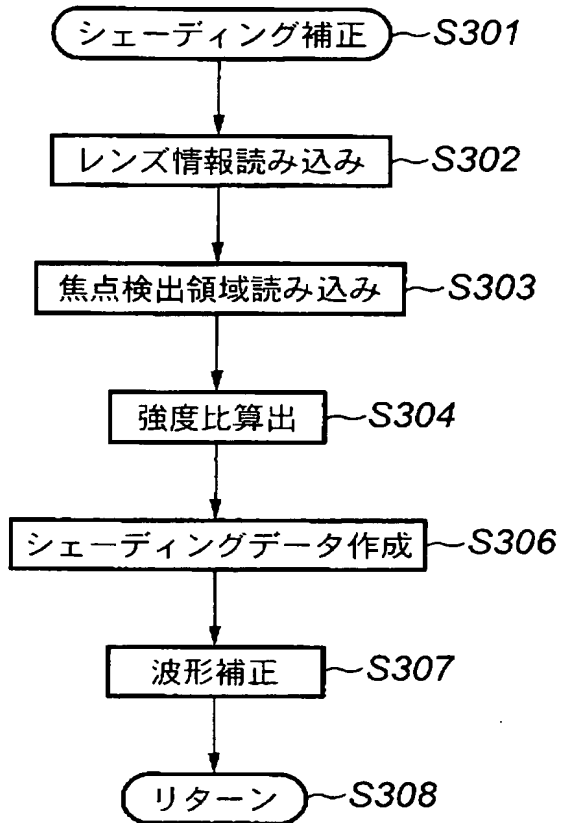 シェーディング補正 S301
レンズ情報読み込み S302
焦点検出領域読み込み S303
強度比算出 S304
シェーディングデータ作成 S306
波形補正 S307
リターン S308